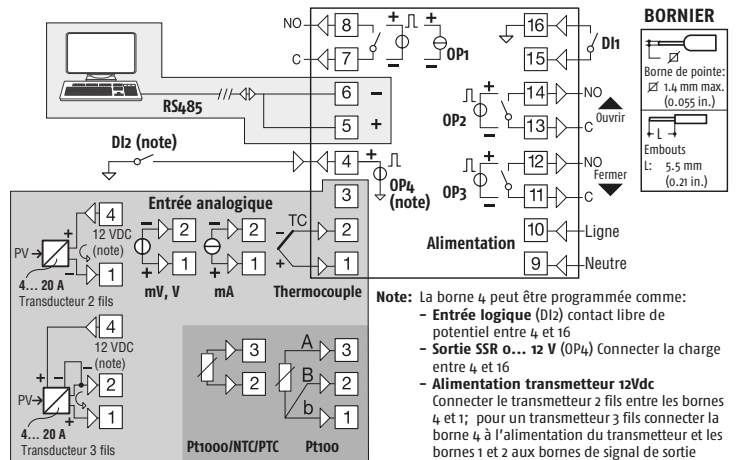 NO
8
+
+
C
7
–
–
OP1
16
15
DI1
BORNIER
Borne de pointe:
1.4 mm max.
(0.055 in.)
L
Embouts
L: 5.5 mm
(0.21 in.)
RS485
6
–
5
+
OP2
+
–
14
NO
Ouvrir
13
C
DI2 (note)
4
+
OP4
(note)
OP3
+
–
12
NO
Fermer
11
C
3
Entrée analogique
4
12 VDC
(note)
PV
+
–
1
4... 20 A
Transducteur 2 fils
–
2
+
1
mV, V
–
2
+
1
mA
TC
–
2
+
1
Thermocouple
Alimentation
10
Ligne
9
Neutre
4
12 VDC
(note)
PV
+
–
2
+
1
4... 20 A
Transducteur 3 fils
3
2
Pt1000/NTC/PTC
A
3
B
2
b
1
Pt100
Note: La borne 4 peut être programmée comme:
– Entrée logique (DI2) contact libre de
potentiel entre 4 et 16
– Sortie SSR 0... 12 V (OP4) Connecter la charge
entre 4 et 16
– Alimentation transmetteur 12Vdc
Connecter le transmetteur 2 fils entre les bornes
4 et 1; pour un transmetteur 3 fils connecter la
borne 4 à l'alimentation du transmetteur et les
bornes 1 et 2 aux bornes de signal de sortie